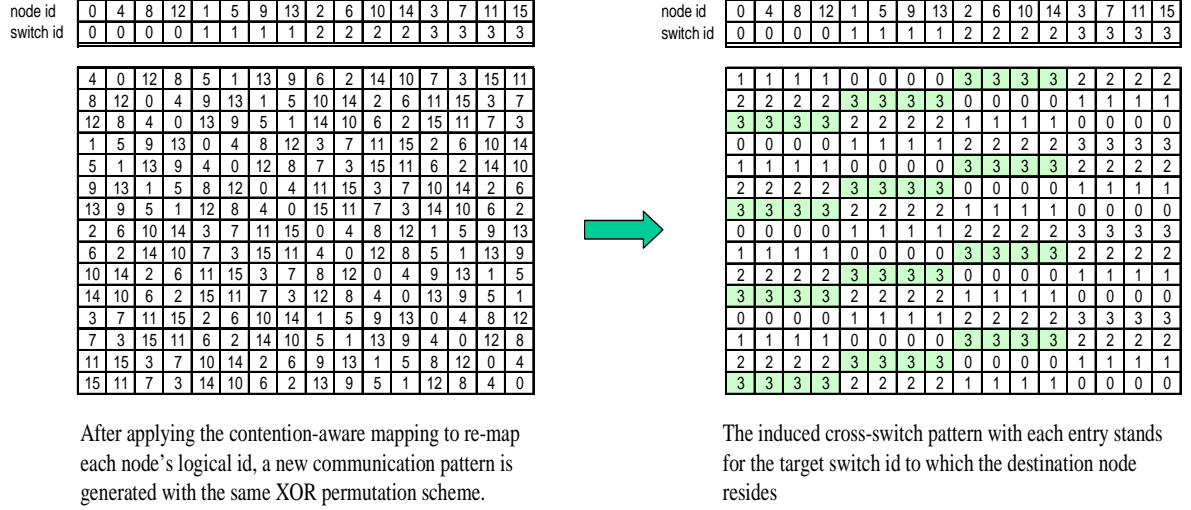 node id 0 4 8 12 1 5 9 13 2 6 10 14 3 7 11 15
switch id 0 0 0 0 1 1 1 1 2 2 2 2 3 3 3 3
4 0 12 8 5 1 13 9 6 2 14 10 7 3 15 11
8 12 0 4 9 13 1 5 10 14 2 6 11 15 3 7
12 8 4 0 13 9 5 1 14 10 6 2 15 11 7 3
1 5 9 13 0 4 8 12 3 7 11 15 2 6 10 14
5 1 13 9 4 0 12 8 7 3 15 11 6 2 14 10
9 13 1 5 8 12 0 4 11 15 3 7 10 14 2 6
13 9 5 1 12 8 4 0 15 11 7 3 14 10 6 2
2 6 10 14 3 7 11 15 0 4 8 12 1 5 9 13
6 2 14 10 7 3 15 11 4 0 12 8 5 1 13 9
10 14 2 6 11 15 3 7 8 12 0 4 9 13 1 5
14 10 6 2 15 11 7 3 12 8 4 0 13 9 5 1
3 7 11 15 2 6 10 14 1 5 9 13 0 4 8 12
7 3 15 11 6 2 14 10 5 1 13 9 4 0 12 8
11 15 3 7 10 14 2 6 9 13 1 5 8 12 0 4
15 11 7 3 14 10 6 2 13 9 5 1 12 8 4 0
After applying the contention-aware mapping to re-map
each node's logical id, a new communication pattern is
generated with the same XOR permutation scheme.
node id 0 4 8 12 1 5 9 13 2 6 10 14 3 7 11 15
switch id 0 0 0 0 1 1 1 1 2 2 2 2 3 3 3 3
1 1 1 1 0 0 0 0 3 3 3 3 2 2 2 2
2 2 2 2 3 3 3 3 0 0 0 0 1 1 1 1
3 3 3 3 2 2 2 2 1 1 1 1 0 0 0 0
0 0 0 0 1 1 1 1 2 2 2 2 3 3 3 3
1 1 1 1 0 0 0 0 3 3 3 3 2 2 2 2
2 2 2 2 3 3 3 3 0 0 0 0 1 1 1 1
3 3 3 3 2 2 2 2 1 1 1 1 0 0 0 0
0 0 0 0 1 1 1 1 2 2 2 2 3 3 3 3
1 1 1 1 0 0 0 0 3 3 3 3 2 2 2 2
2 2 2 2 3 3 3 3 0 0 0 0 1 1 1 1
3 3 3 3 2 2 2 2 1 1 1 1 0 0 0 0
0 0 0 0 1 1 1 1 2 2 2 2 3 3 3 3
1 1 1 1 0 0 0 0 3 3 3 3 2 2 2 2
2 2 2 2 3 3 3 3 0 0 0 0 1 1 1 1
3 3 3 3 2 2 2 2 1 1 1 1 0 0 0 0
The induced cross-switch pattern with each entry stands
for the target switch id to which the destination node
resides